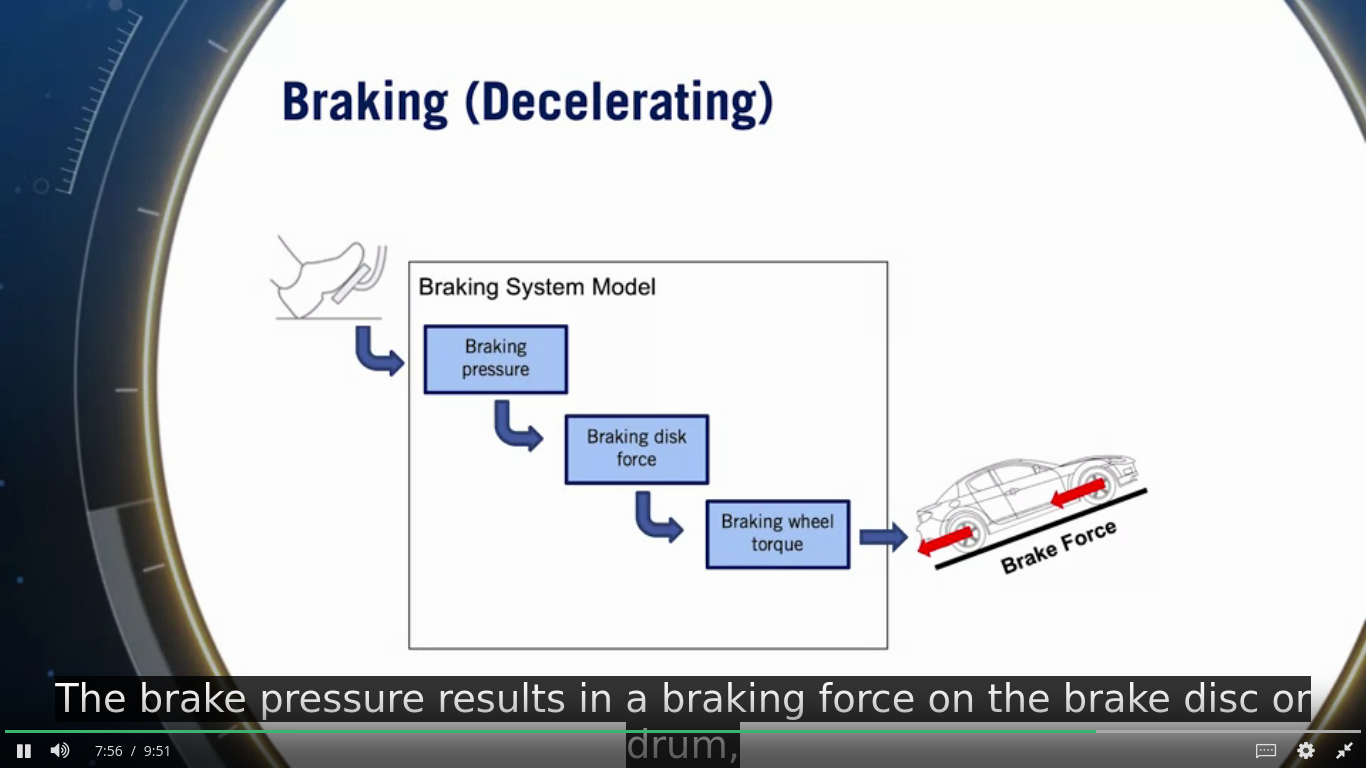 Braking (Decelerating)
Braking System Model
Braking
pressure
Braking disk
force
Braking wheel
torque
Brake Force
The brake pressure results in a braking force on the brake disc or
drum,
7:56 / 9:51